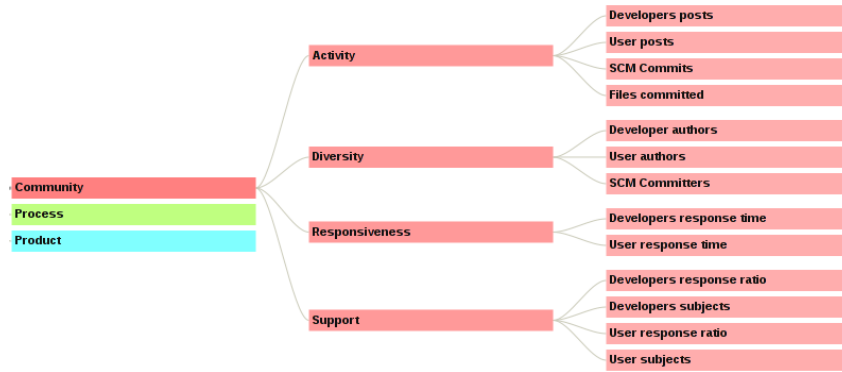 Community
Process
Product
Activity
Developers posts
User posts
SCM Commits
Files committed
Diversity
Developer authors
User authors
SCM Committers
Responsiveness
Developers response time
User response time
Support
Developers response ratio
Developers subjects
User response ratio
User subjects